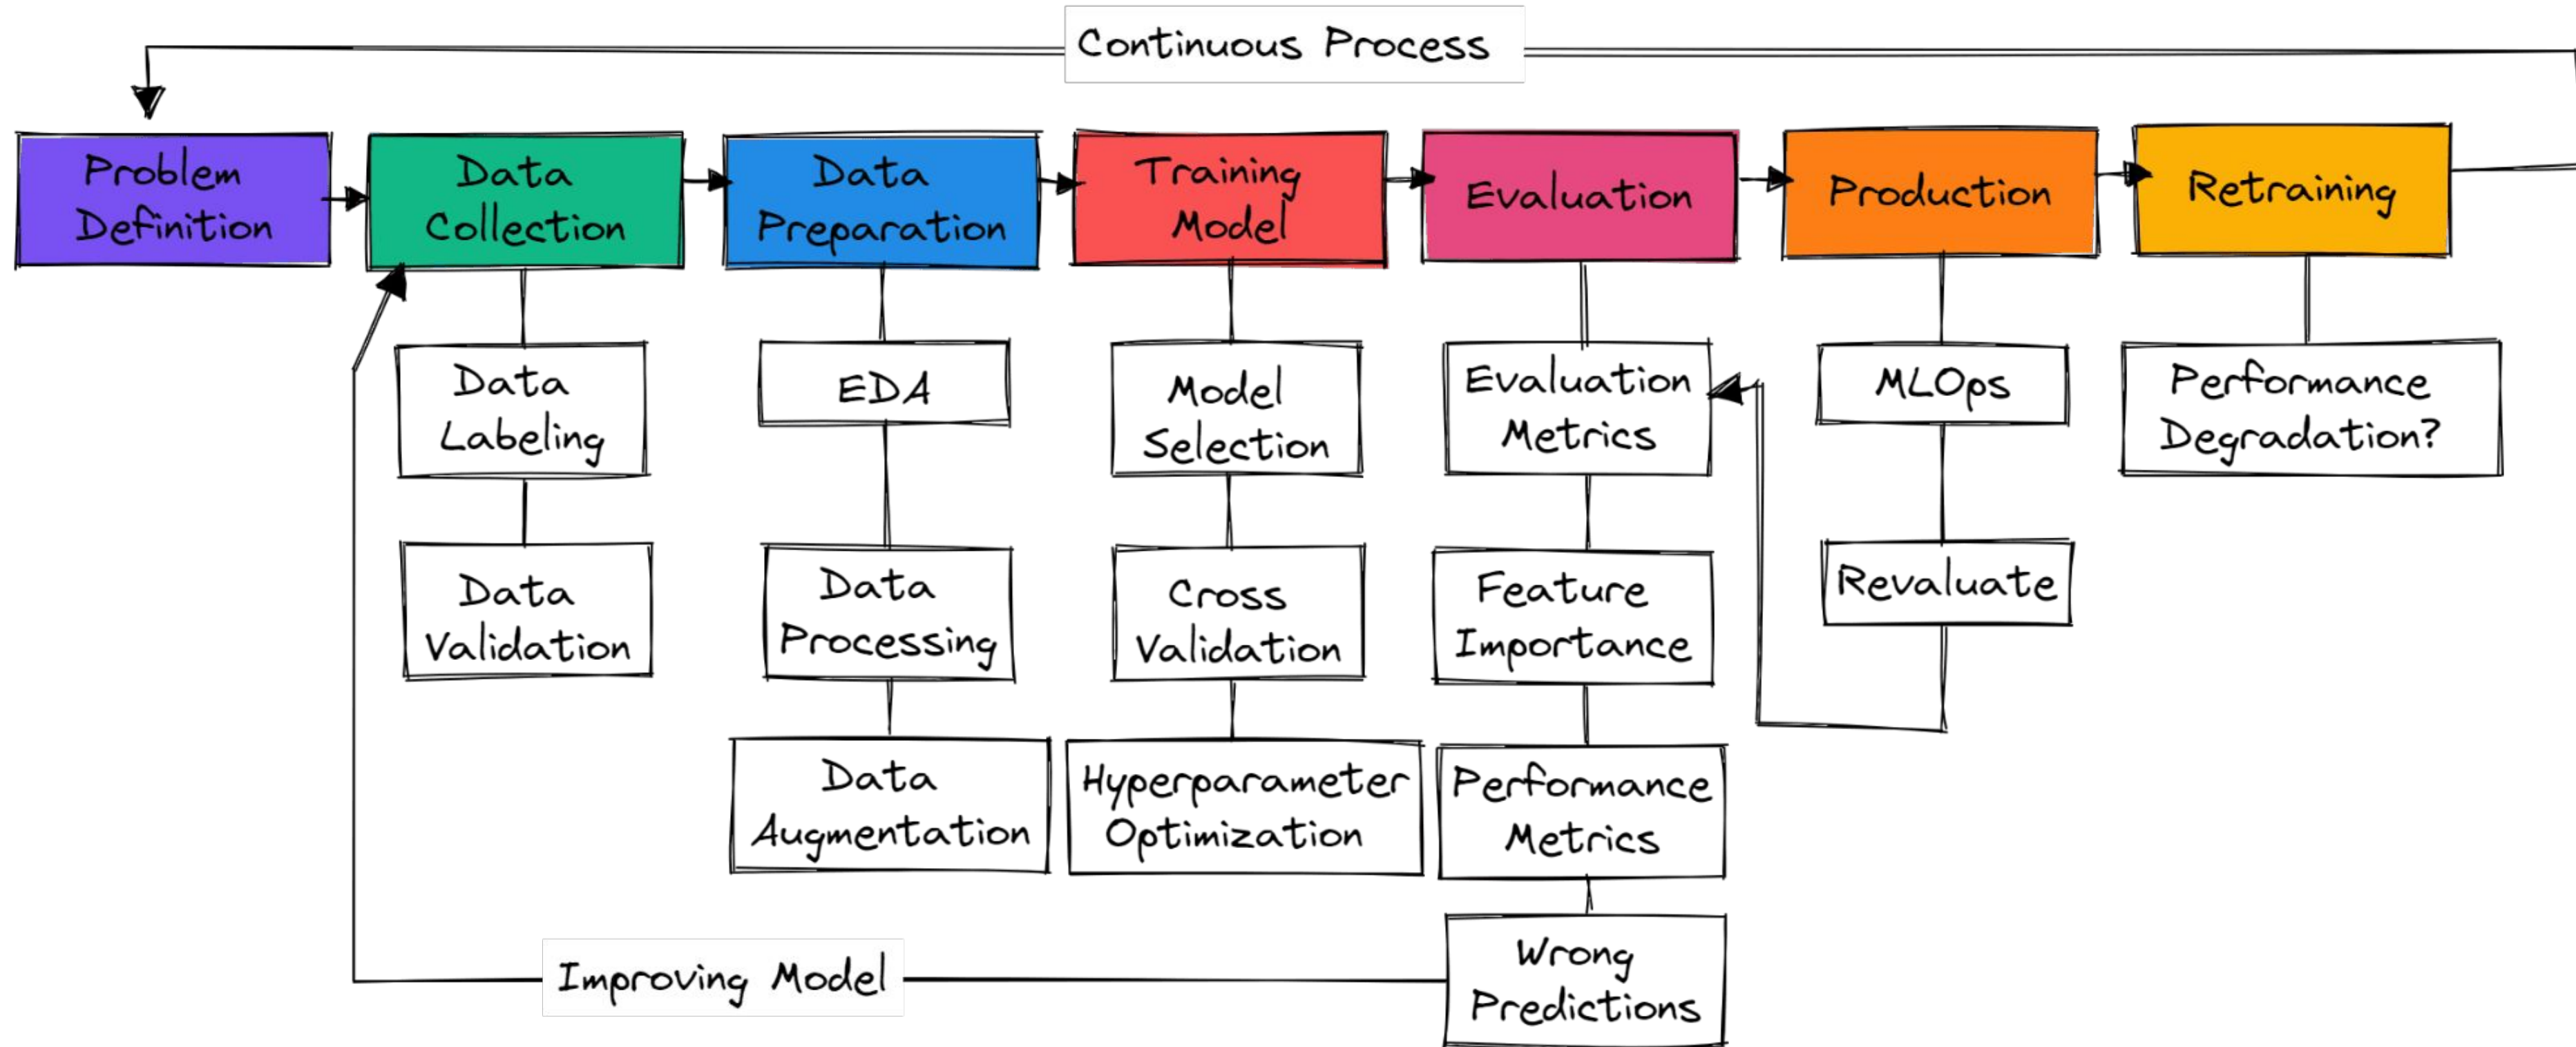 Continuous Process
Problem
Definition
Data
Collection
Data
Preparation
Training
Model
Evaluation
Production
Retraining
Data
Labeling
Data
Validation
EDA
Data
Processing
Data
Augmentation
Model
Selection
Cross
Validation
Hyperparameter
Optimization
Evaluation
Metrics
Feature
Importance
Performance
Metrics
Wrong
Predictions
MLOps
Revaluate
Performance
Degradation?
Improving Model